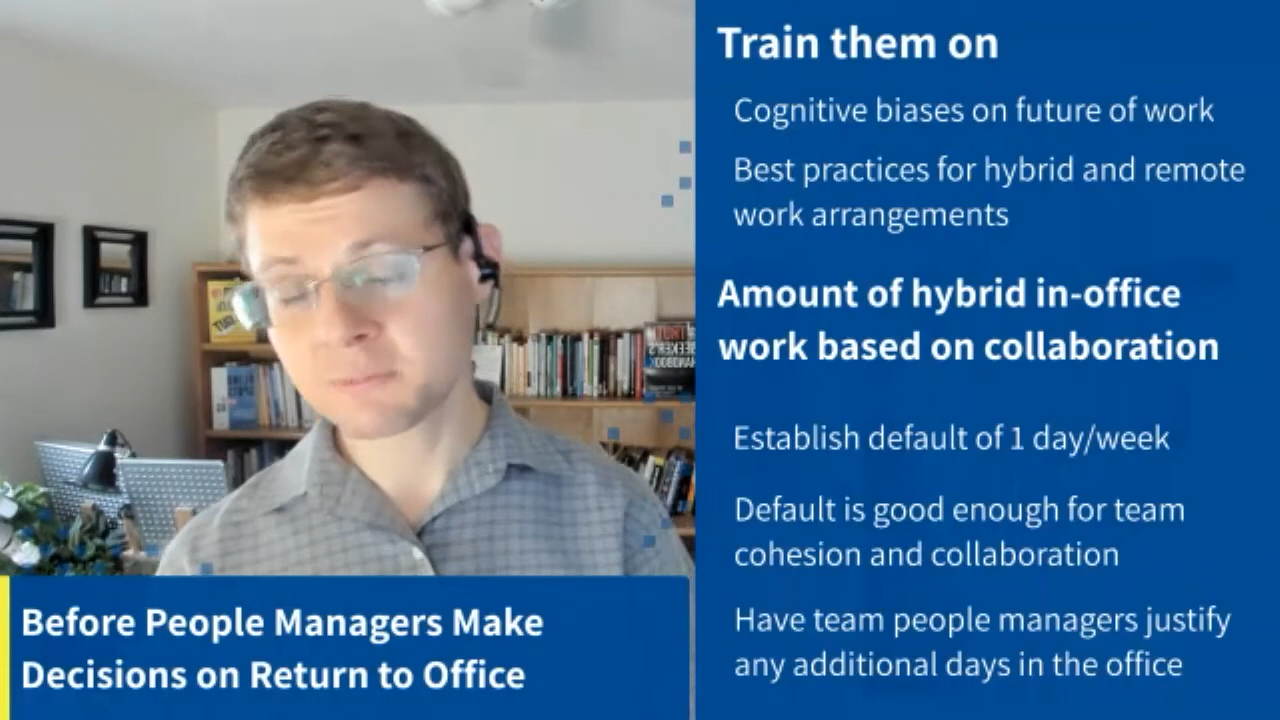 Train them on
Cognitive biases on future of work
Best practices for hybrid and remote
work arrangements
Amount of hybrid in-office
work based on collaboration
Establish default of 1 day/week
Default is good enough for team
cohesion and collaboration
Have team people managers justify
any additional days in the office
Before People Managers Make
Decisions on Return to Office